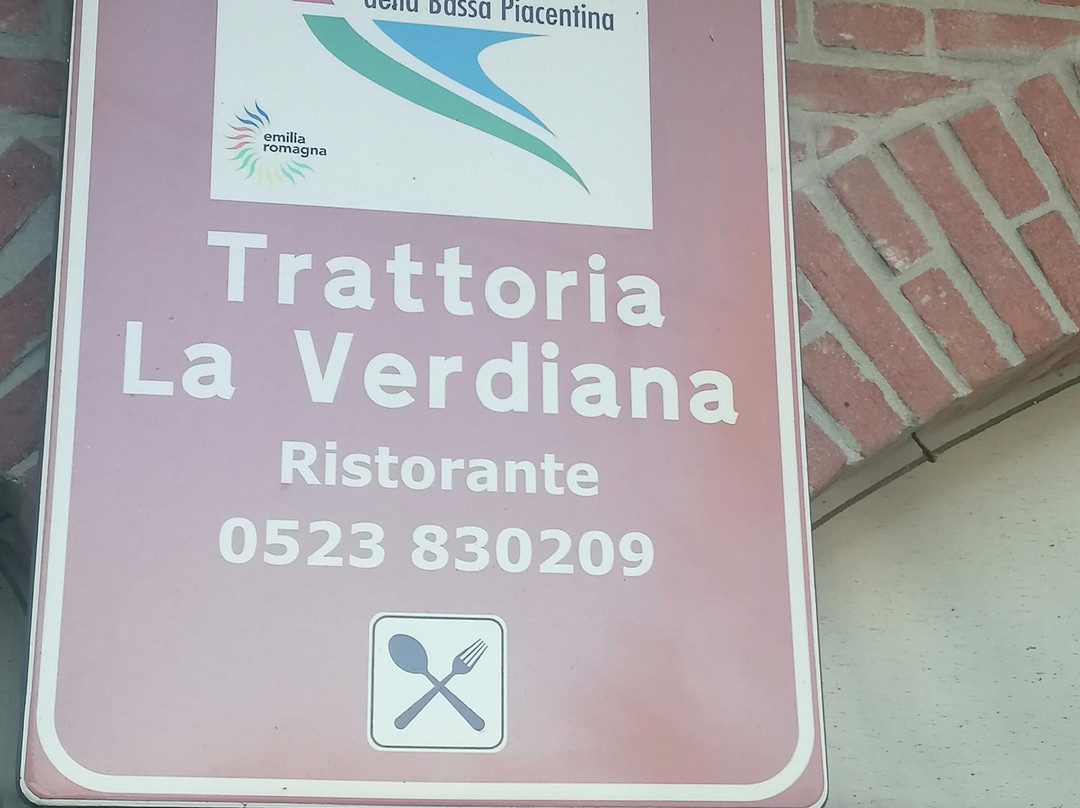 della Bassa Piacentina
emilia
romagna
Trattoria
La Verdiana
Ristorante
0523 830209